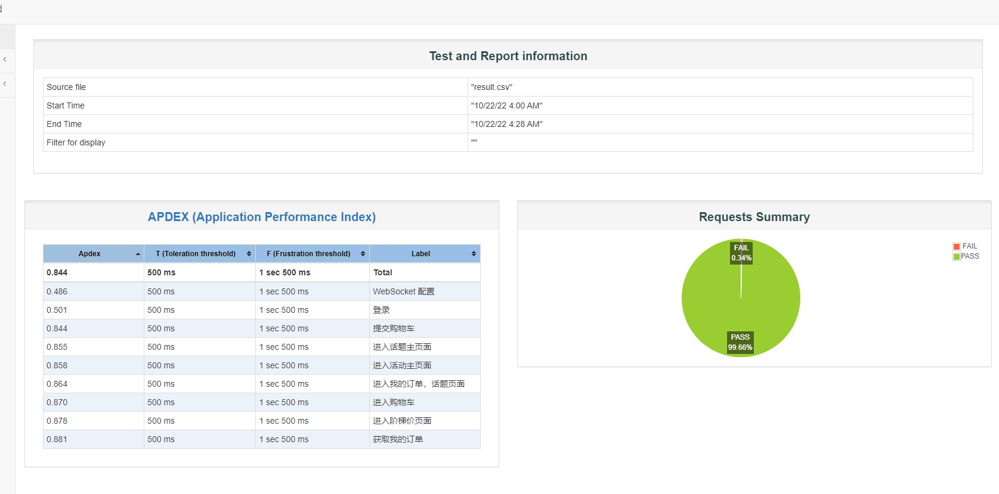 d
Test and Report information
Source file "result.csv"
Start Time "10/22/22 4:00 AM"
End Time "10/22/22 4:28 AM"
Filter for display ""
APDEX (Application Performance Index)
Apdex T (Toleration threshold) F (Frustration threshold) Label
0.844 500 ms 1 sec 500 ms Total
0.486 500 ms 1 sec 500 ms WebSocket 配置
0.501 500 ms 1 sec 500 ms 登录
0.844 500 ms 1 sec 500 ms 提交购物车
0.855 500 ms 1 sec 500 ms 进入话题主页面
0.858 500 ms 1 sec 500 ms 进入活动主页面
0.864 500 ms 1 sec 500 ms 进入我的订单，话题页面
0.870 500 ms 1 sec 500 ms 进入购物车
0.878 500 ms 1 sec 500 ms 进入阶梯价页面
0.881 500 ms 1 sec 500 ms 获取我的订单
Requests Summary
FAIL
0.34%
PASS
99.66%
FAIL
PASS